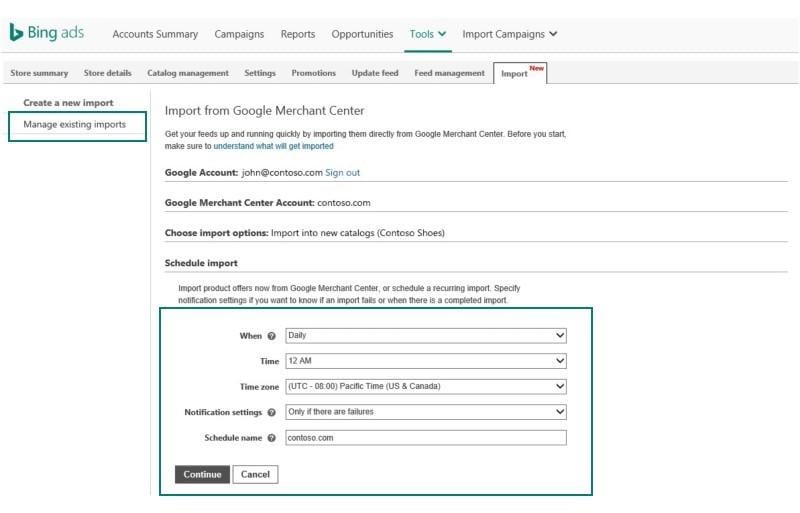 Bing ads
Accounts Summary Campaigns Reports Opportunities Tools Import Campaigns
Store summary Store details Catalog management Settings Promotions Update feed Feed management Import New
Create a new import
Manage existing imports
Import from Google Merchant Center
Get your feeds up and running quickly by importing them directly from Google Merchant Center. Before you start,
make sure to understand what will get imported
Google Account: john@contoso.com Sign out
Google Merchant Center Account: contoso.com
Choose import options: Import into new catalogs (Contoso Shoes)
Schedule import
Import product offers now from Google Merchant Center, or schedule a recurring import. Specify
notification settings if you want to know if an import fails or when there is a completed import.
When ? Daily
Time 12 AM
Time zone (UTC - 08:00) Pacific Time (US & Canada)
Notification settings ? Only if there are failures
Schedule name ? contoso.com
Continue Cancel